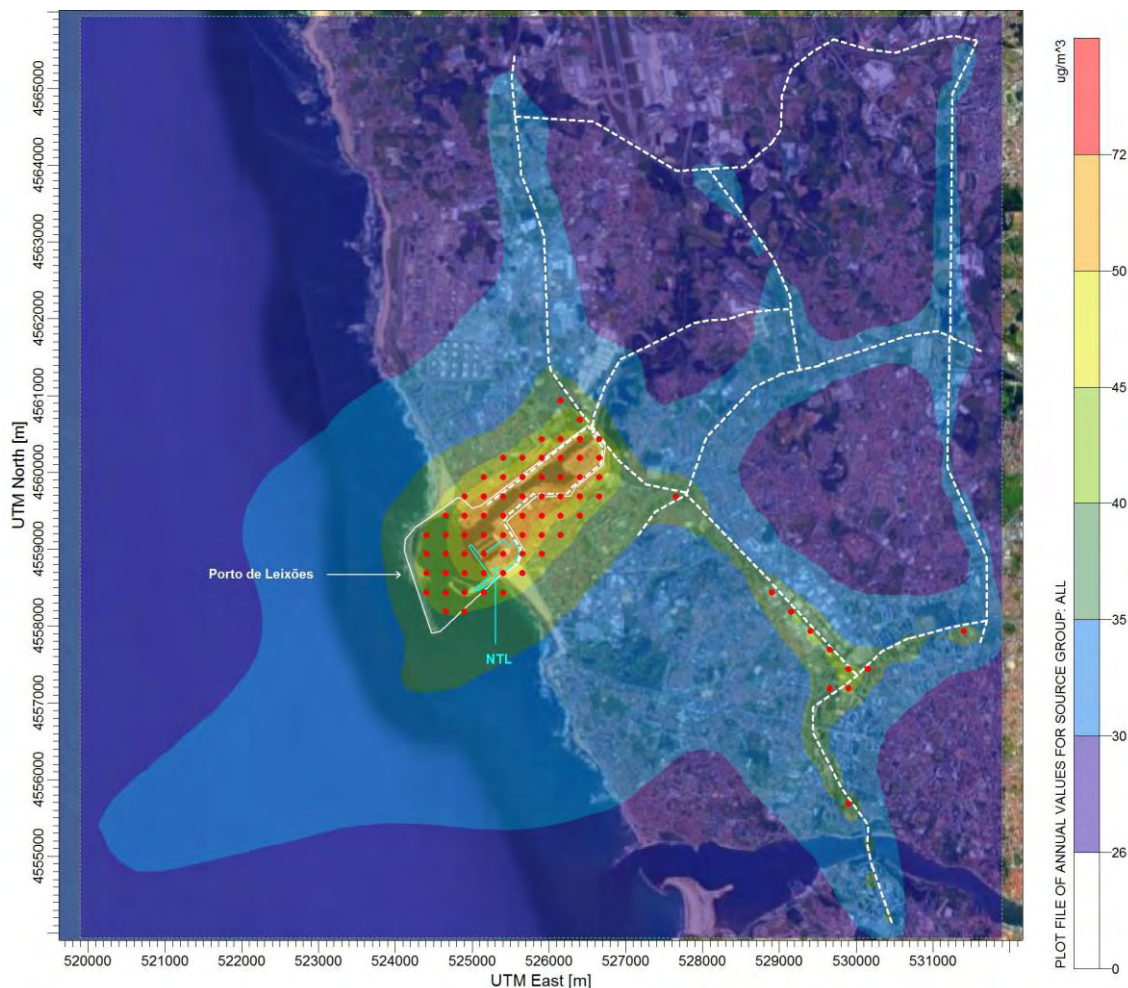 4565000
4564000
4563000
4562000
4561000
4560000
4559000
4558000
4557000
4556000
4555000
UTM North [m]
Porto de Leixões
NTL
520000 521000 522000 523000 524000 525000 526000 527000 528000 529000 530000 531000
UTM East [m]
ug/m^3
72
50
45
40
35
30
26
0
PLOT FILE OF ANNUAL VALUES FOR SOURCE GROUP: ALL